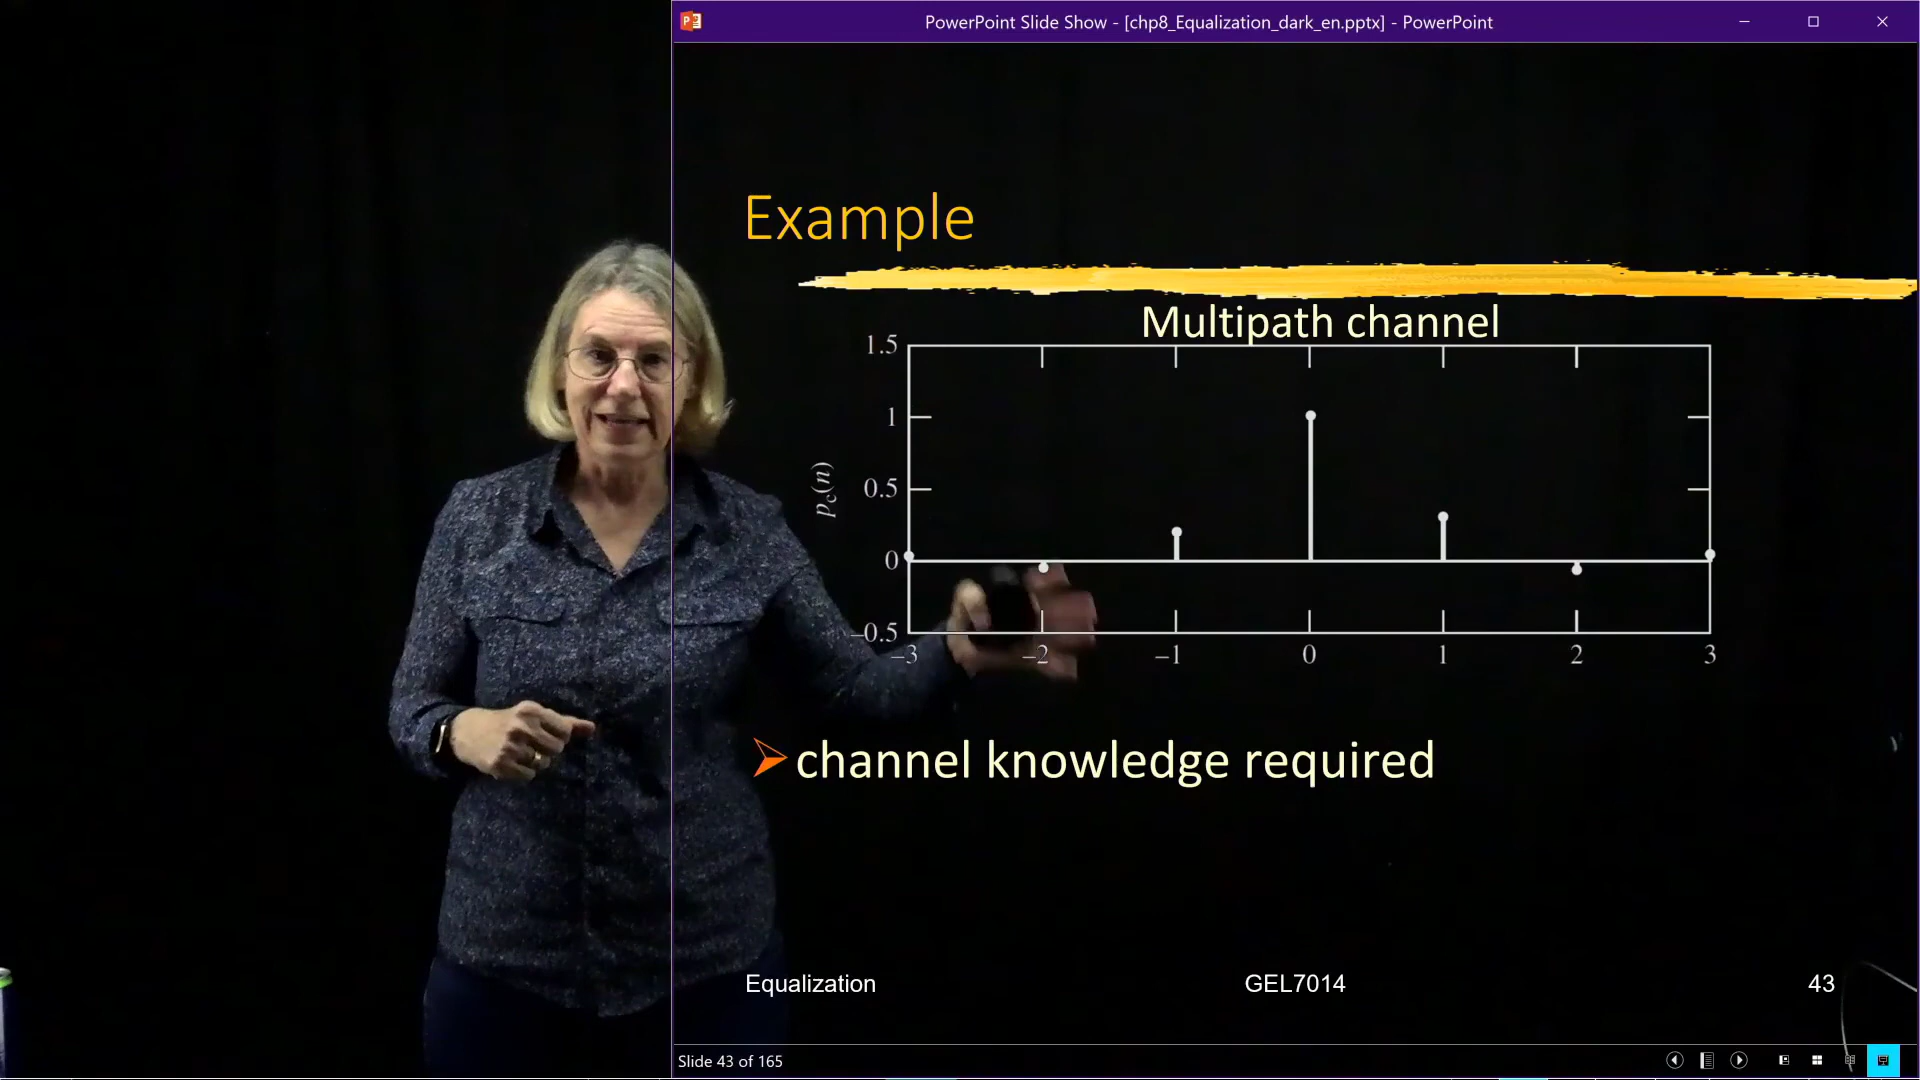 PowerPoint Slide Show - [chp8_Equalization_dark_en.pptx] - PowerPoint
Example
Multipath channel
1.5
1
0.5
0
–0.5
p_c(n)
–3 –2 –1 0 1 2 3
channel knowledge required
Equalization GEL7014 43
Slide 43 of 165